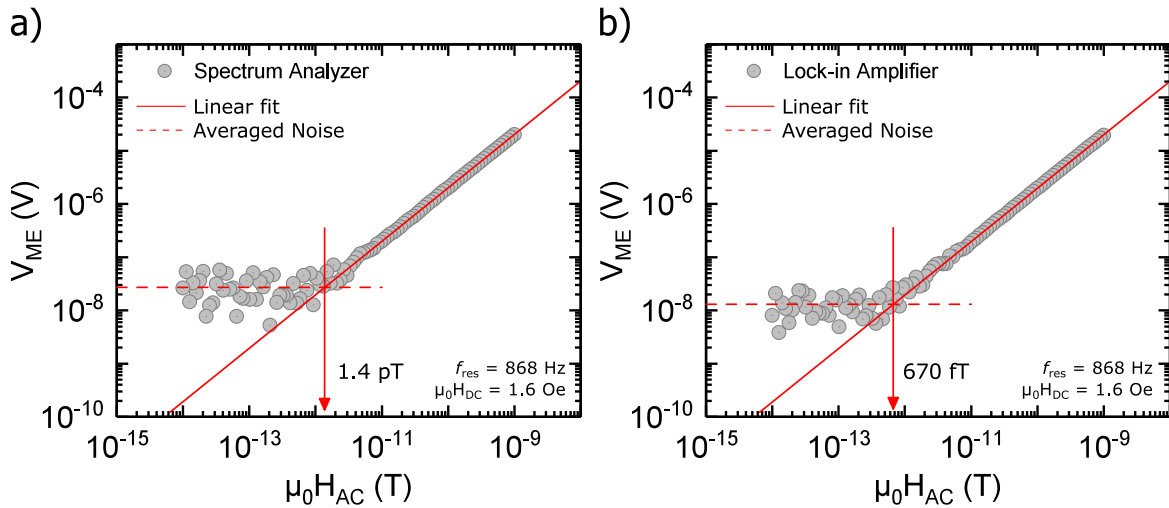 a)
Spectrum Analyzer
Linear fit
Averaged Noise
V_ME (V)
10^-4
10^-6
10^-8
10^-10
1.4 pT
f_res = 868 Hz
μ₀H_DC = 1.6 Oe
10^-15
10^-13
10^-11
10^-9
μ₀H_AC (T)
b)
Lock-in Amplifier
Linear fit
Averaged Noise
V_ME (V)
10^-4
10^-6
10^-8
10^-10
670 fT
f_res = 868 Hz
μ₀H_DC = 1.6 Oe
10^-15
10^-13
10^-11
10^-9
μ₀H_AC (T)